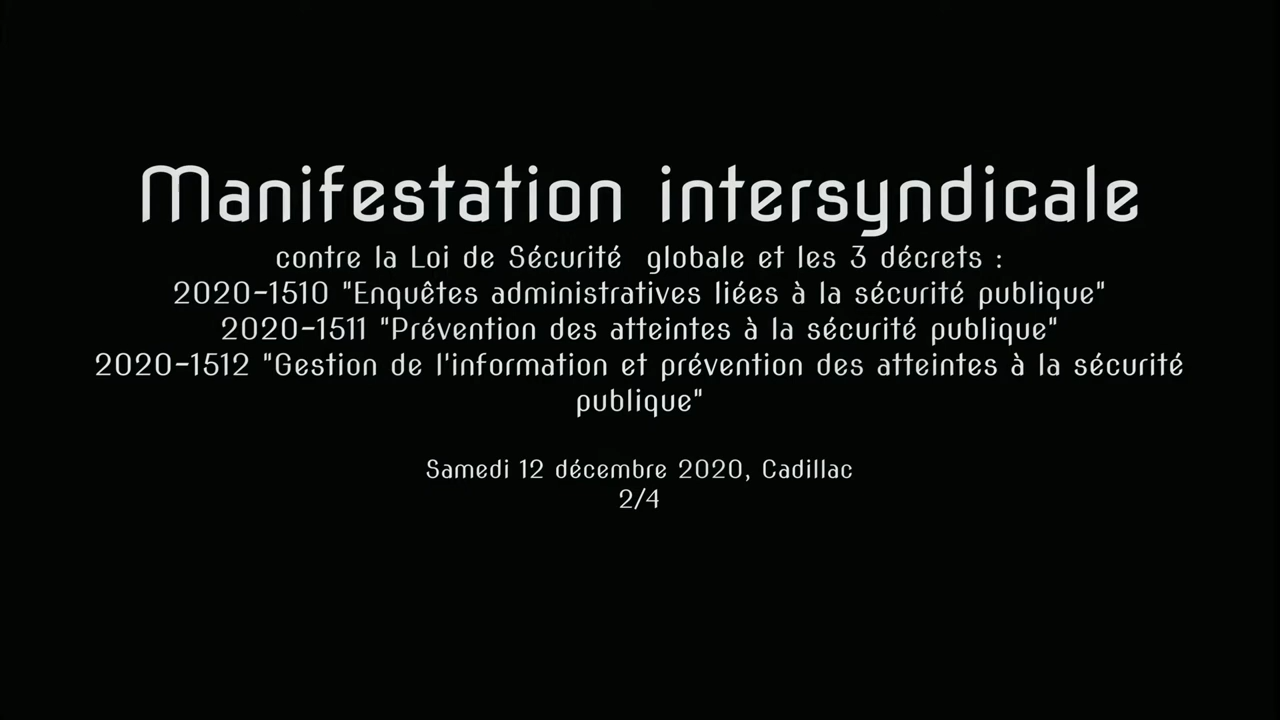 Manifestation intersyndicale
contre la Loi de Sécurité  globale et les 3 décrets :
2020-1510 "Enquêtes administratives liées à la sécurité publique"
2020-1511 "Prévention des atteintes à la sécurité publique"
2020-1512 "Gestion de l'information et prévention des atteintes à la sécurité
publique"
Samedi 12 décembre 2020, Cadillac
2/4